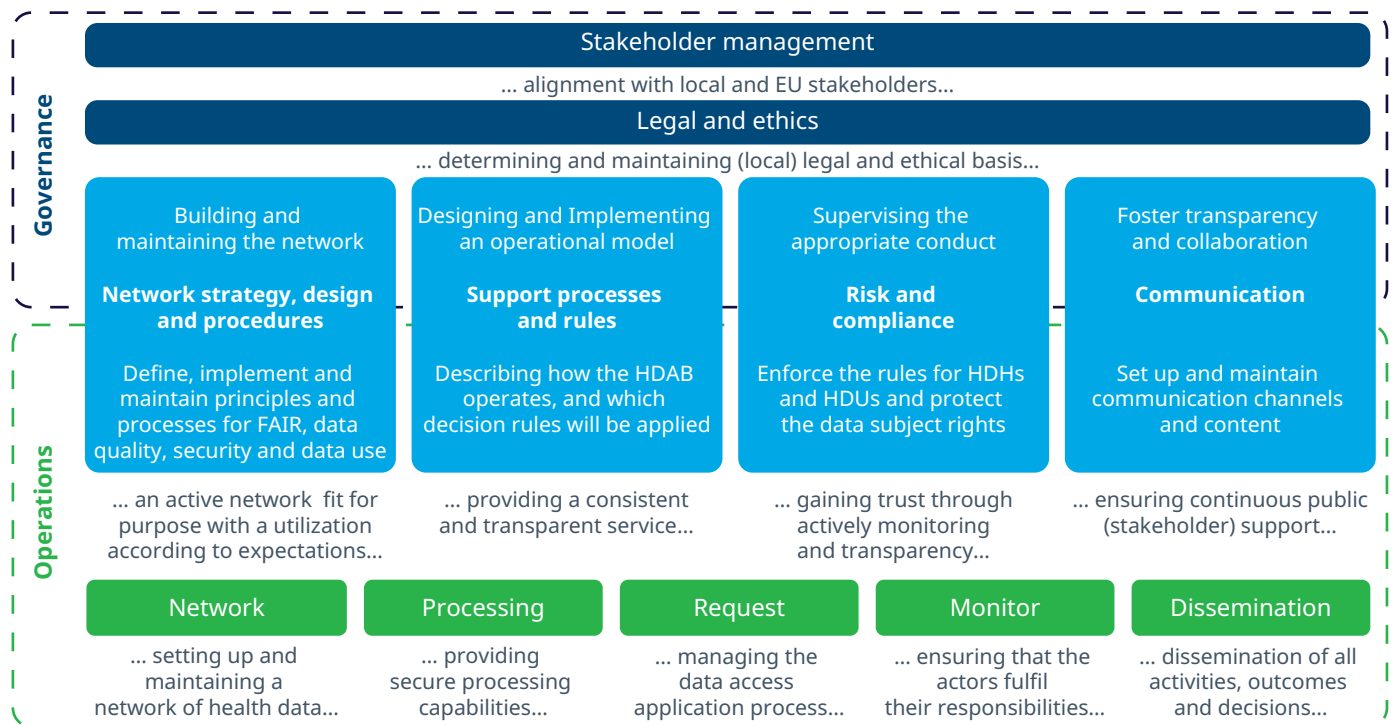 Governance
Stakeholder management
... alignment with local and EU stakeholders...
Legal and ethics
... determining and maintaining (local) legal and ethical basis...
Building and
maintaining the network
Network strategy, design
and procedures
Define, implement and
maintain principles and
processes for FAIR, data
quality, security and data use
Designing and Implementing
an operational model
Support processes
and rules
Describing how the HDAB
operates, and which
decision rules will be applied
Supervising the
appropriate conduct
Risk and
compliance
Enforce the rules for HDHs
and HDUs and protect
the data subject rights
Foster transparency
and collaboration
Communication
Set up and maintain
communication channels
and content
Operations
... an active network fit for
purpose with a utilization
according to expectations...
... providing a consistent
and transparent service...
... gaining trust through
actively monitoring
and transparency...
... ensuring continuous public
(stakeholder) support...
Network
... setting up and
maintaining a
network of health data...
Processing
... providing
secure processing
capabilities...
Request
... managing the
data access
application process...
Monitor
... ensuring that the
actors fulfil
their responsibilities...
Dissemination
... dissemination of all
activities, outcomes
and decisions...